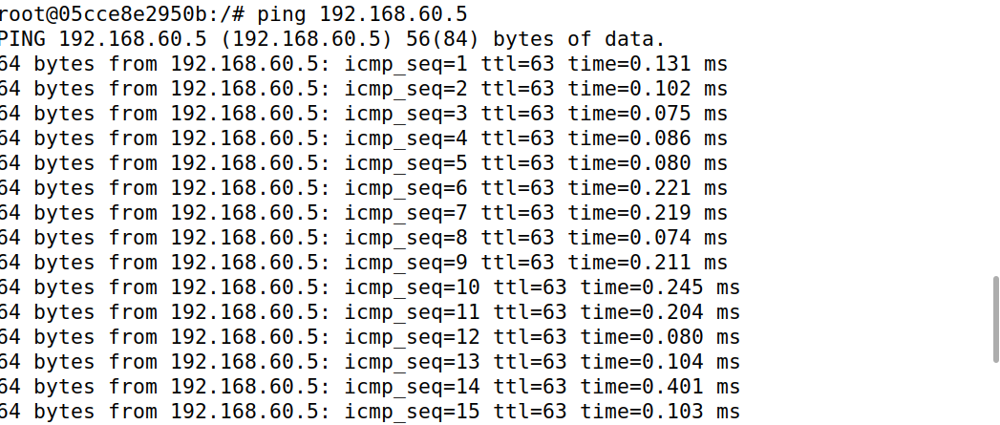 root@05cce8e2950b:/# ping 192.168.60.5
PING 192.168.60.5 (192.168.60.5) 56(84) bytes of data.
64 bytes from 192.168.60.5: icmp_seq=1 ttl=63 time=0.131 ms
64 bytes from 192.168.60.5: icmp_seq=2 ttl=63 time=0.102 ms
64 bytes from 192.168.60.5: icmp_seq=3 ttl=63 time=0.075 ms
64 bytes from 192.168.60.5: icmp_seq=4 ttl=63 time=0.086 ms
64 bytes from 192.168.60.5: icmp_seq=5 ttl=63 time=0.080 ms
64 bytes from 192.168.60.5: icmp_seq=6 ttl=63 time=0.221 ms
64 bytes from 192.168.60.5: icmp_seq=7 ttl=63 time=0.219 ms
64 bytes from 192.168.60.5: icmp_seq=8 ttl=63 time=0.074 ms
64 bytes from 192.168.60.5: icmp_seq=9 ttl=63 time=0.211 ms
64 bytes from 192.168.60.5: icmp_seq=10 ttl=63 time=0.245 ms
64 bytes from 192.168.60.5: icmp_seq=11 ttl=63 time=0.204 ms
64 bytes from 192.168.60.5: icmp_seq=12 ttl=63 time=0.080 ms
64 bytes from 192.168.60.5: icmp_seq=13 ttl=63 time=0.104 ms
64 bytes from 192.168.60.5: icmp_seq=14 ttl=63 time=0.401 ms
64 bytes from 192.168.60.5: icmp_seq=15 ttl=63 time=0.103 ms